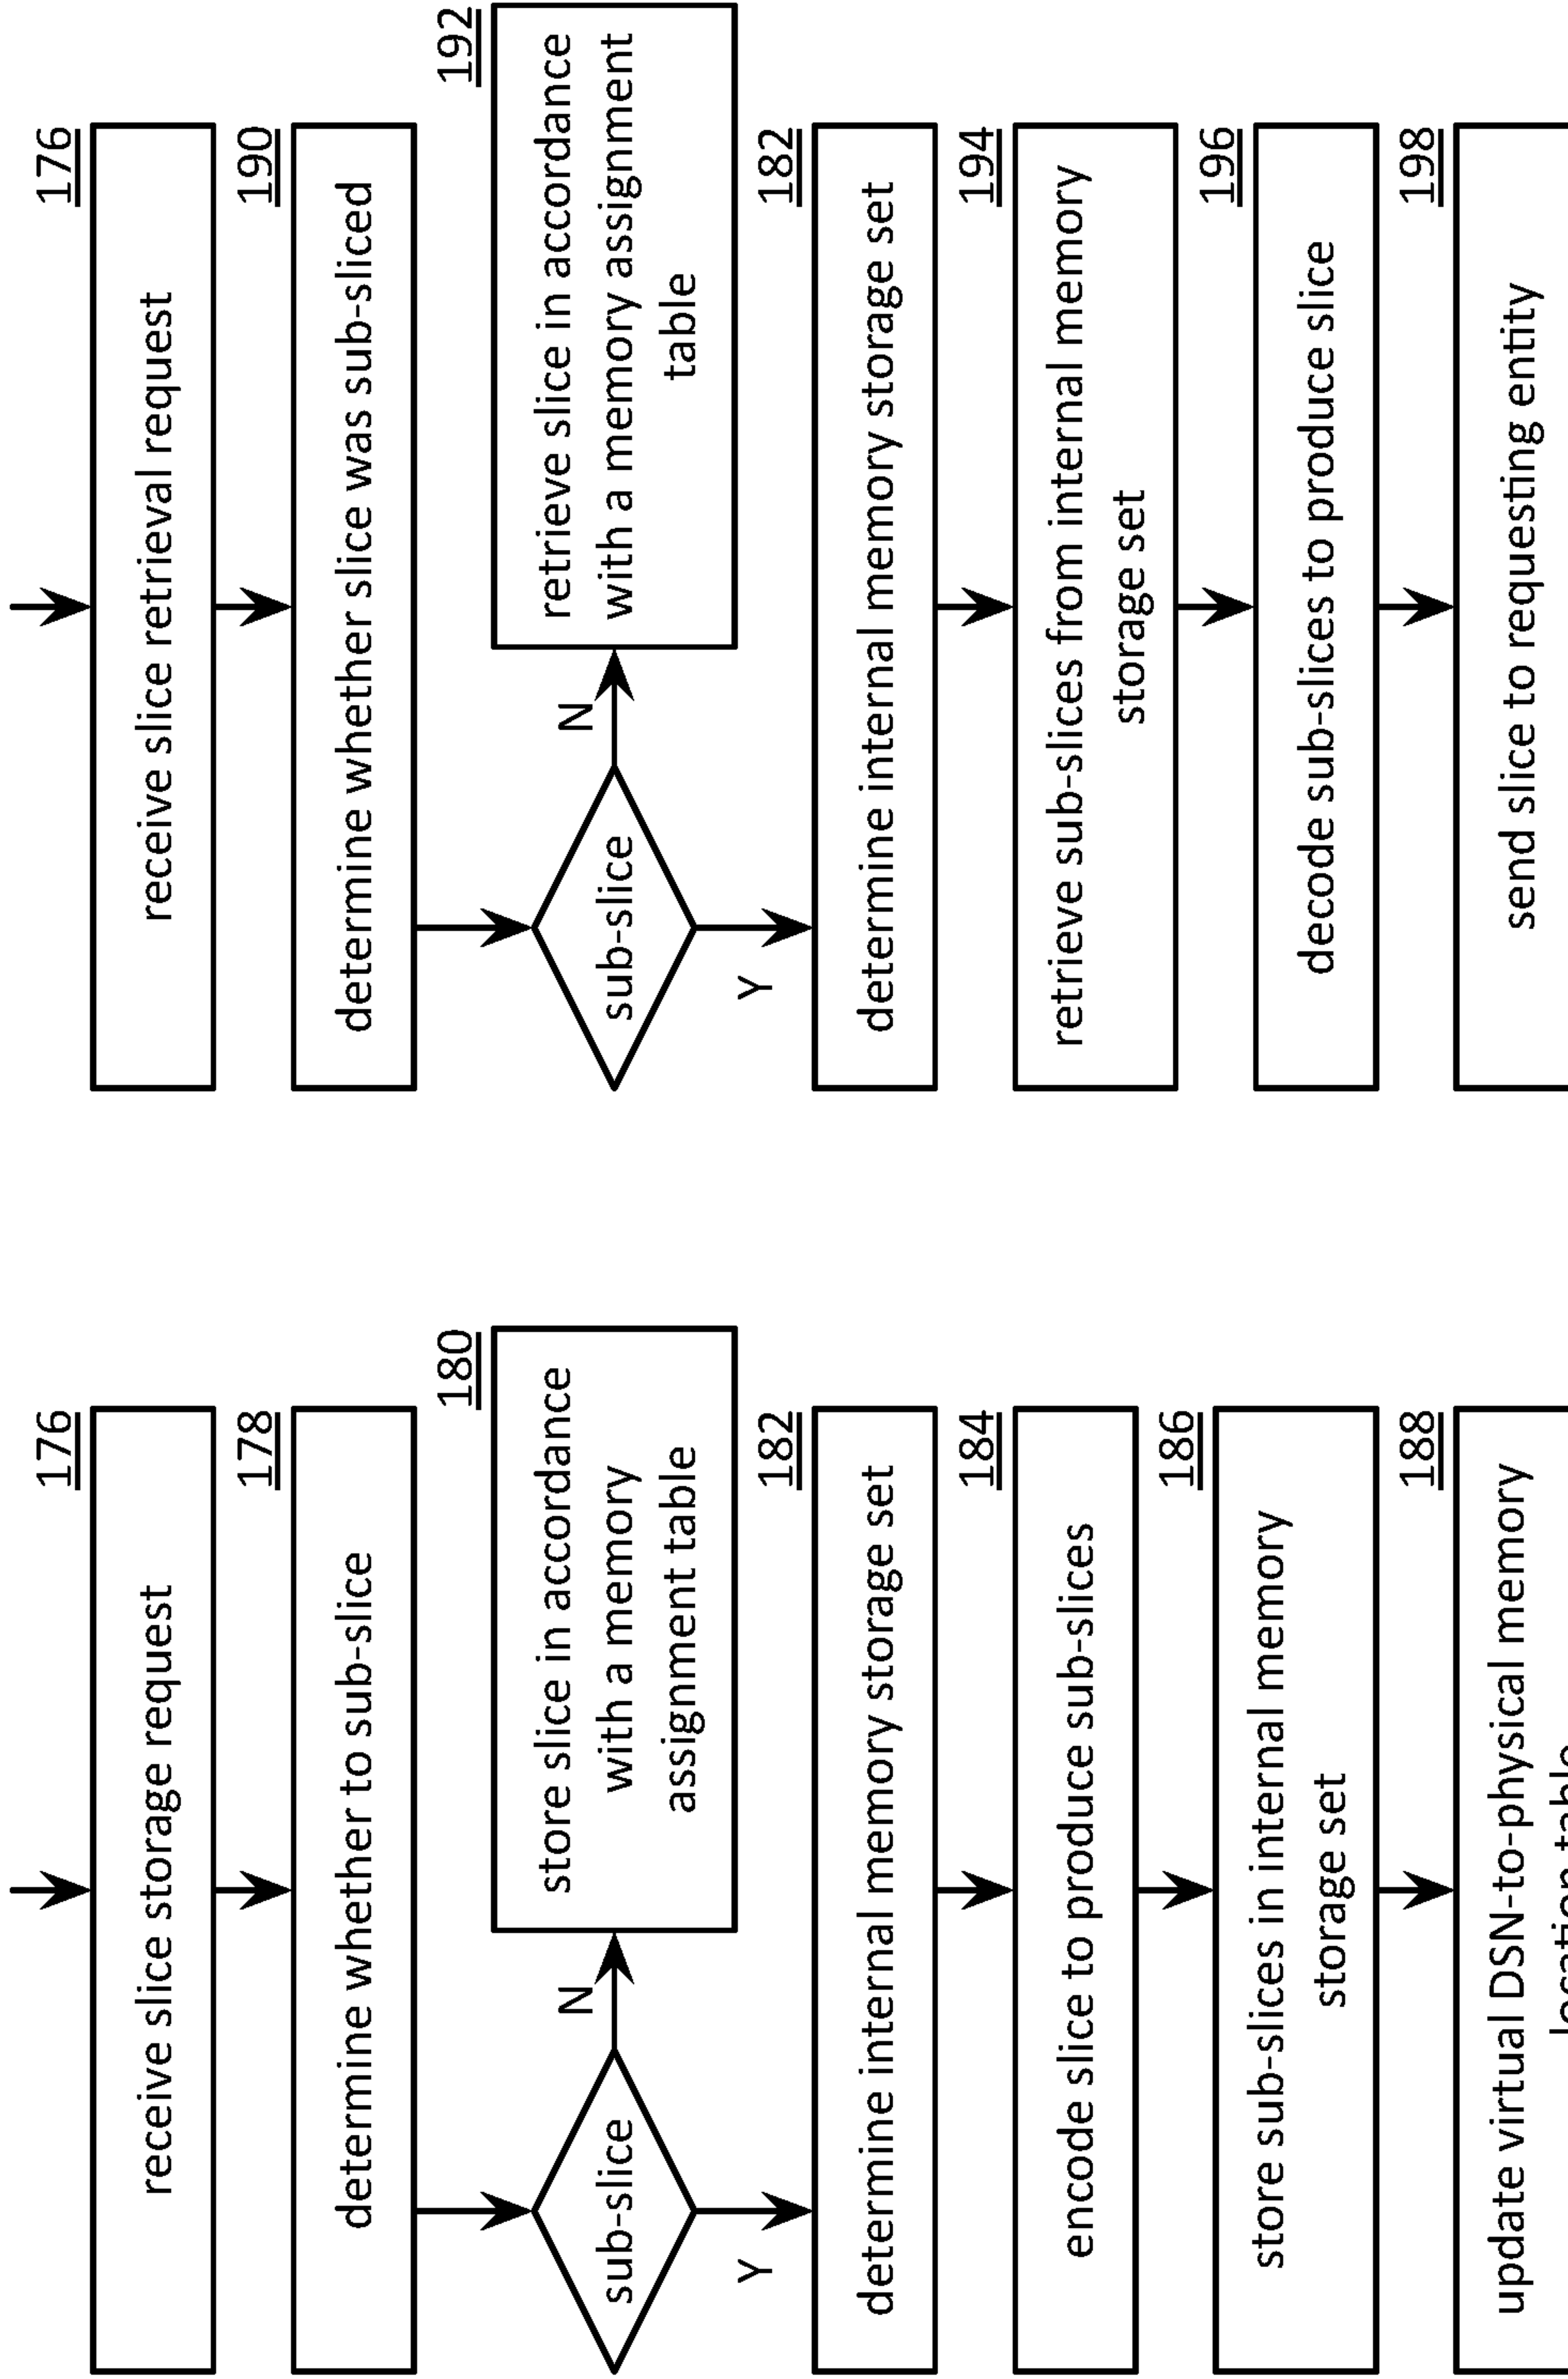 176
receive slice storage request
178
determine whether to sub-slice
sub-slice
N
Y
180
store slice in accordance
with a memory
assignment table
182
determine internal memory storage set
184
encode slice to produce sub-slices
186
store sub-slices in internal memory
storage set
188
update virtual DSN-to-physical memory
location table
176
receive slice retrieval request
190
determine whether slice was sub-sliced
sub-slice
N
Y
192
retrieve slice in accordance
with a memory assignment
table
182
determine internal memory storage set
194
retrieve sub-slices from internal memory
storage set
196
decode sub-slices to produce slice
198
send slice to requesting entity